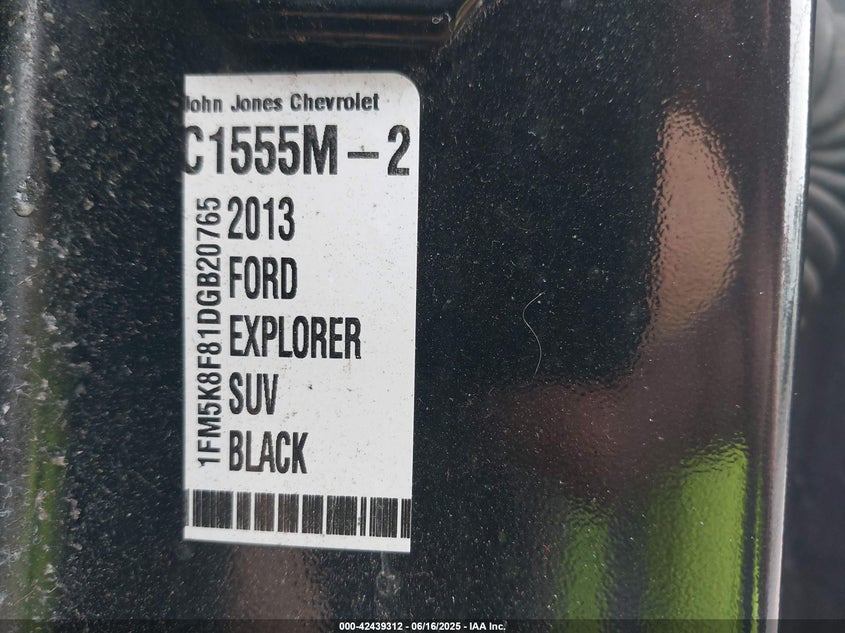 John Jones Chevrolet
C1555M-2
1FM5K8F81DGB20765
2013
FORD
EXPLORER
SUV
BLACK
000-42439312 - 06/16/2025 - IAA Inc.